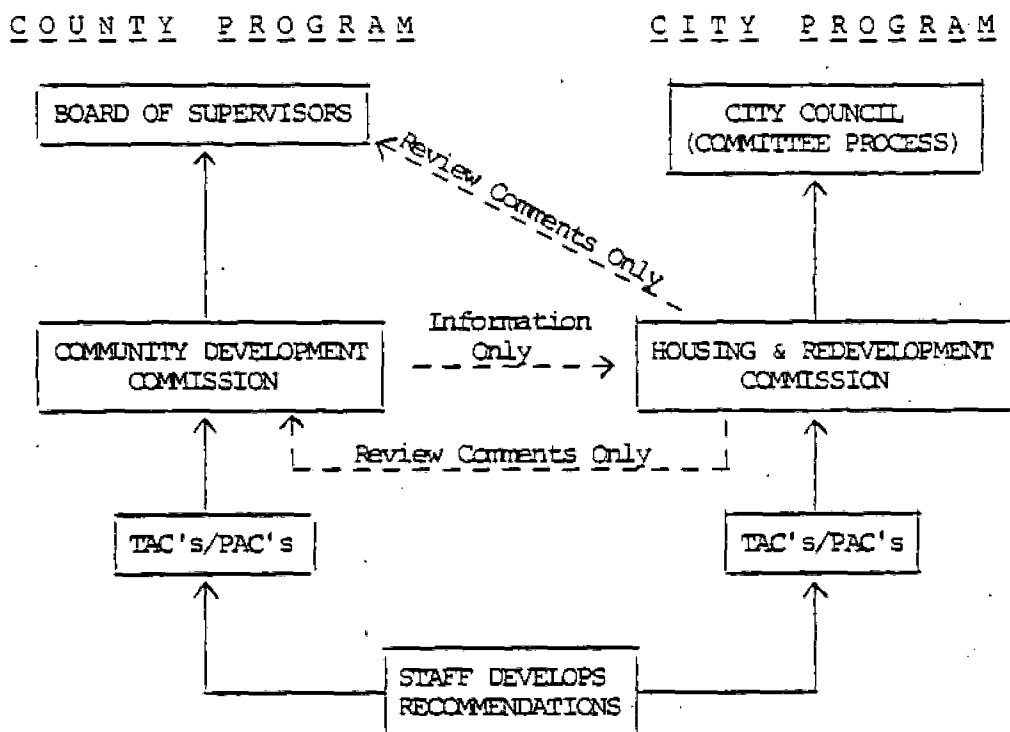 COUNTY PROGRAM
CITY PROGRAM
BOARD OF SUPERVISORS
CITY COUNCIL
(COMMITTEE PROCESS)
Review Comments Only
Information
Only
COMMUNITY DEVELOPMENT
COMMISSION
HOUSING & REDEVELOPMENT
COMMISSION
Review Comments Only
TAC's/PAC's
TAC's/PAC's
STAFF DEVELOPS
RECOMMENDATIONS